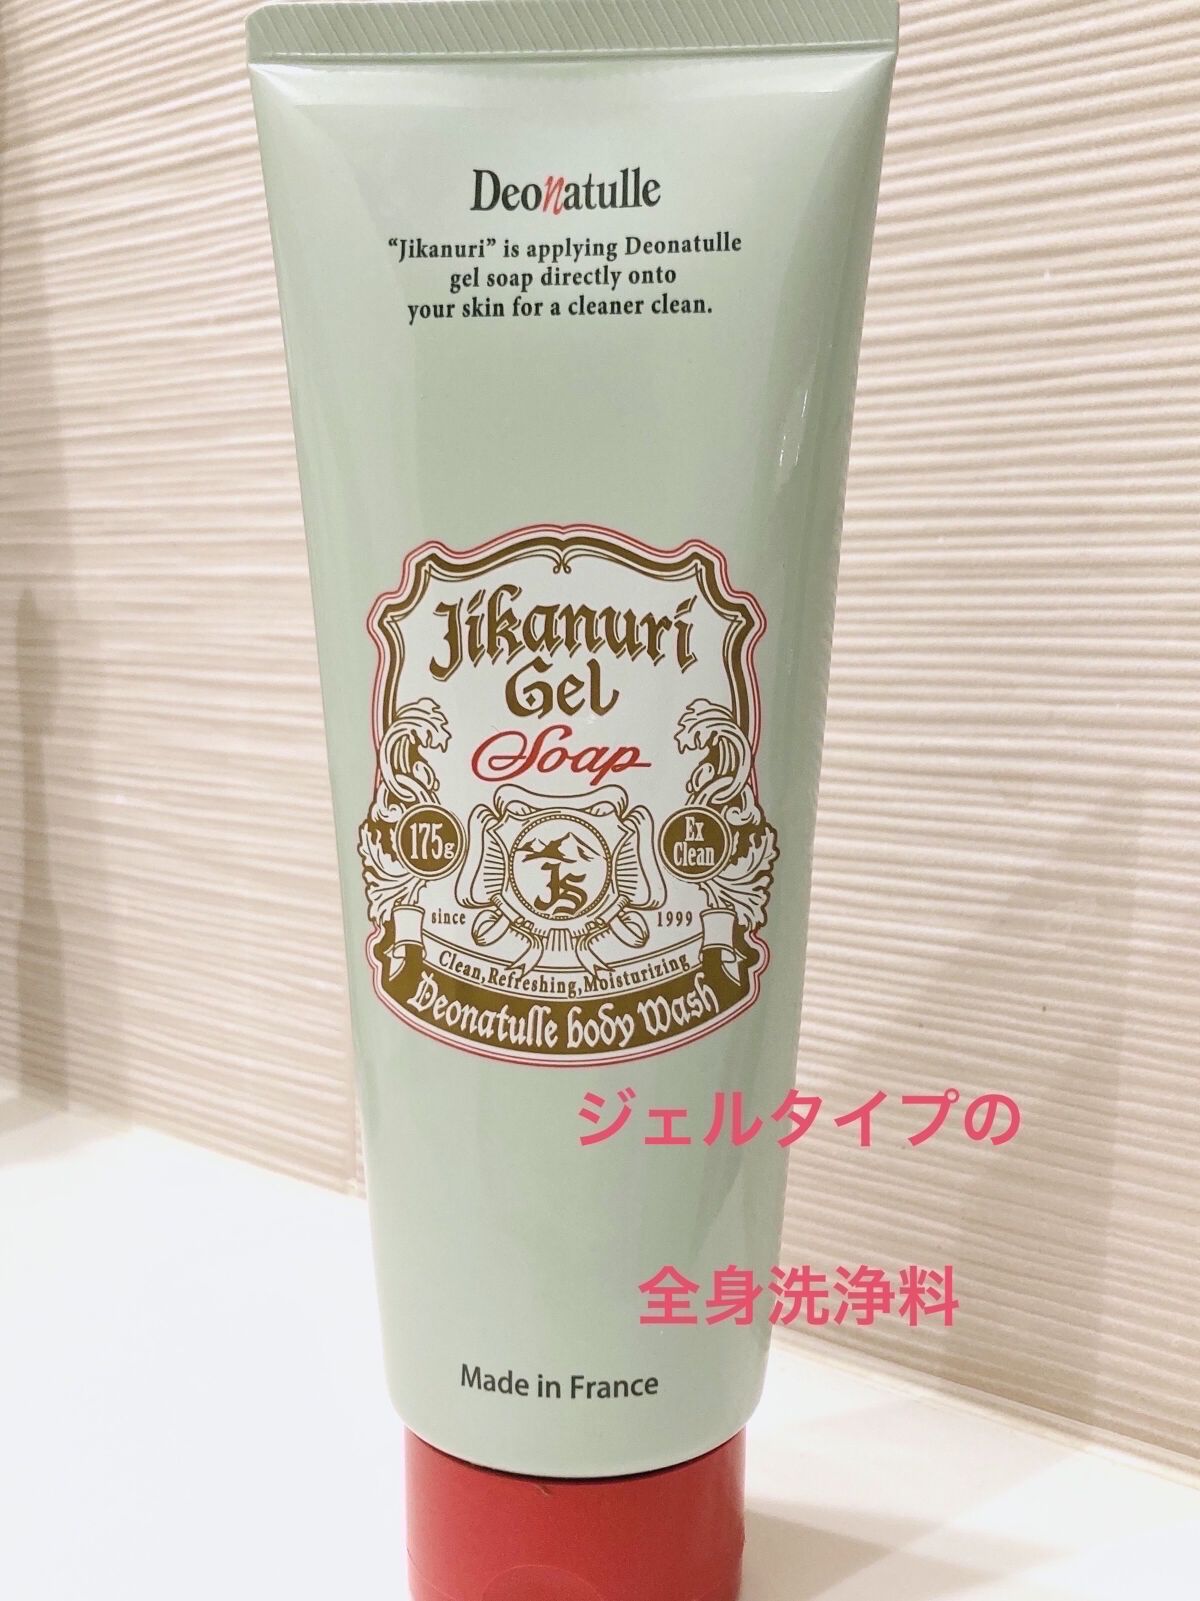 Deonatulle
“Jikanuri” is applying Deonatulle
gel soap directly onto
your skin for a cleaner clean.
Jikanuri
Gel
Soap
175g
Ex
Clean
JS
since 1999
Clean,Refreshing,Moisturizing
Deonatulle body Wash
ジェルタイプの
全身洗浄料
Made in France